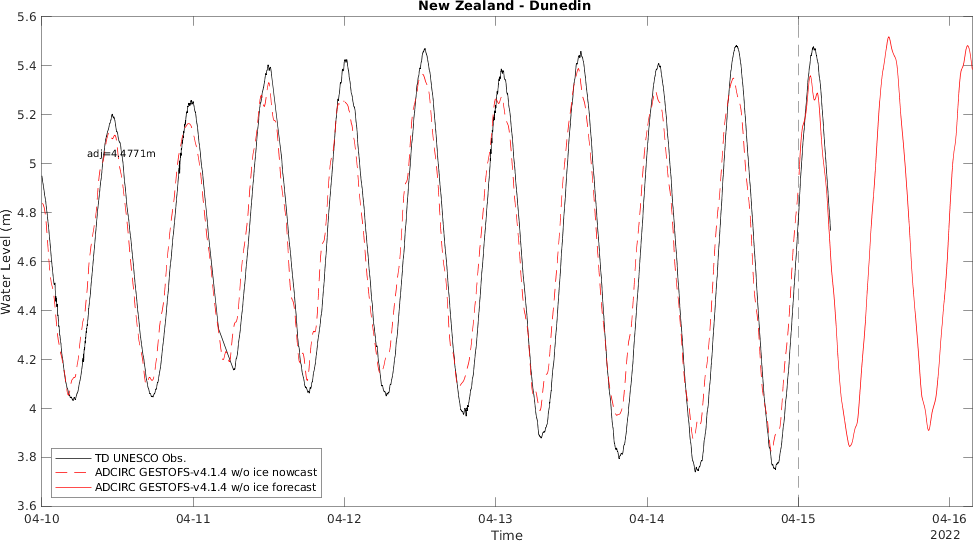 New Zealand - Dunedin
5.6
5.4
5.2
5
4.8
4.6
4.4
4.2
4
3.8
3.6
Water Level (m)
adj=4.4771m
TD UNESCO Obs.
ADCIRC GESTOFS-v4.1.4 w/o ice nowcast
ADCIRC GESTOFS-v4.1.4 w/o ice forecast
04-10 04-11 04-12 04-13 04-14 04-15 04-16
Time 2022